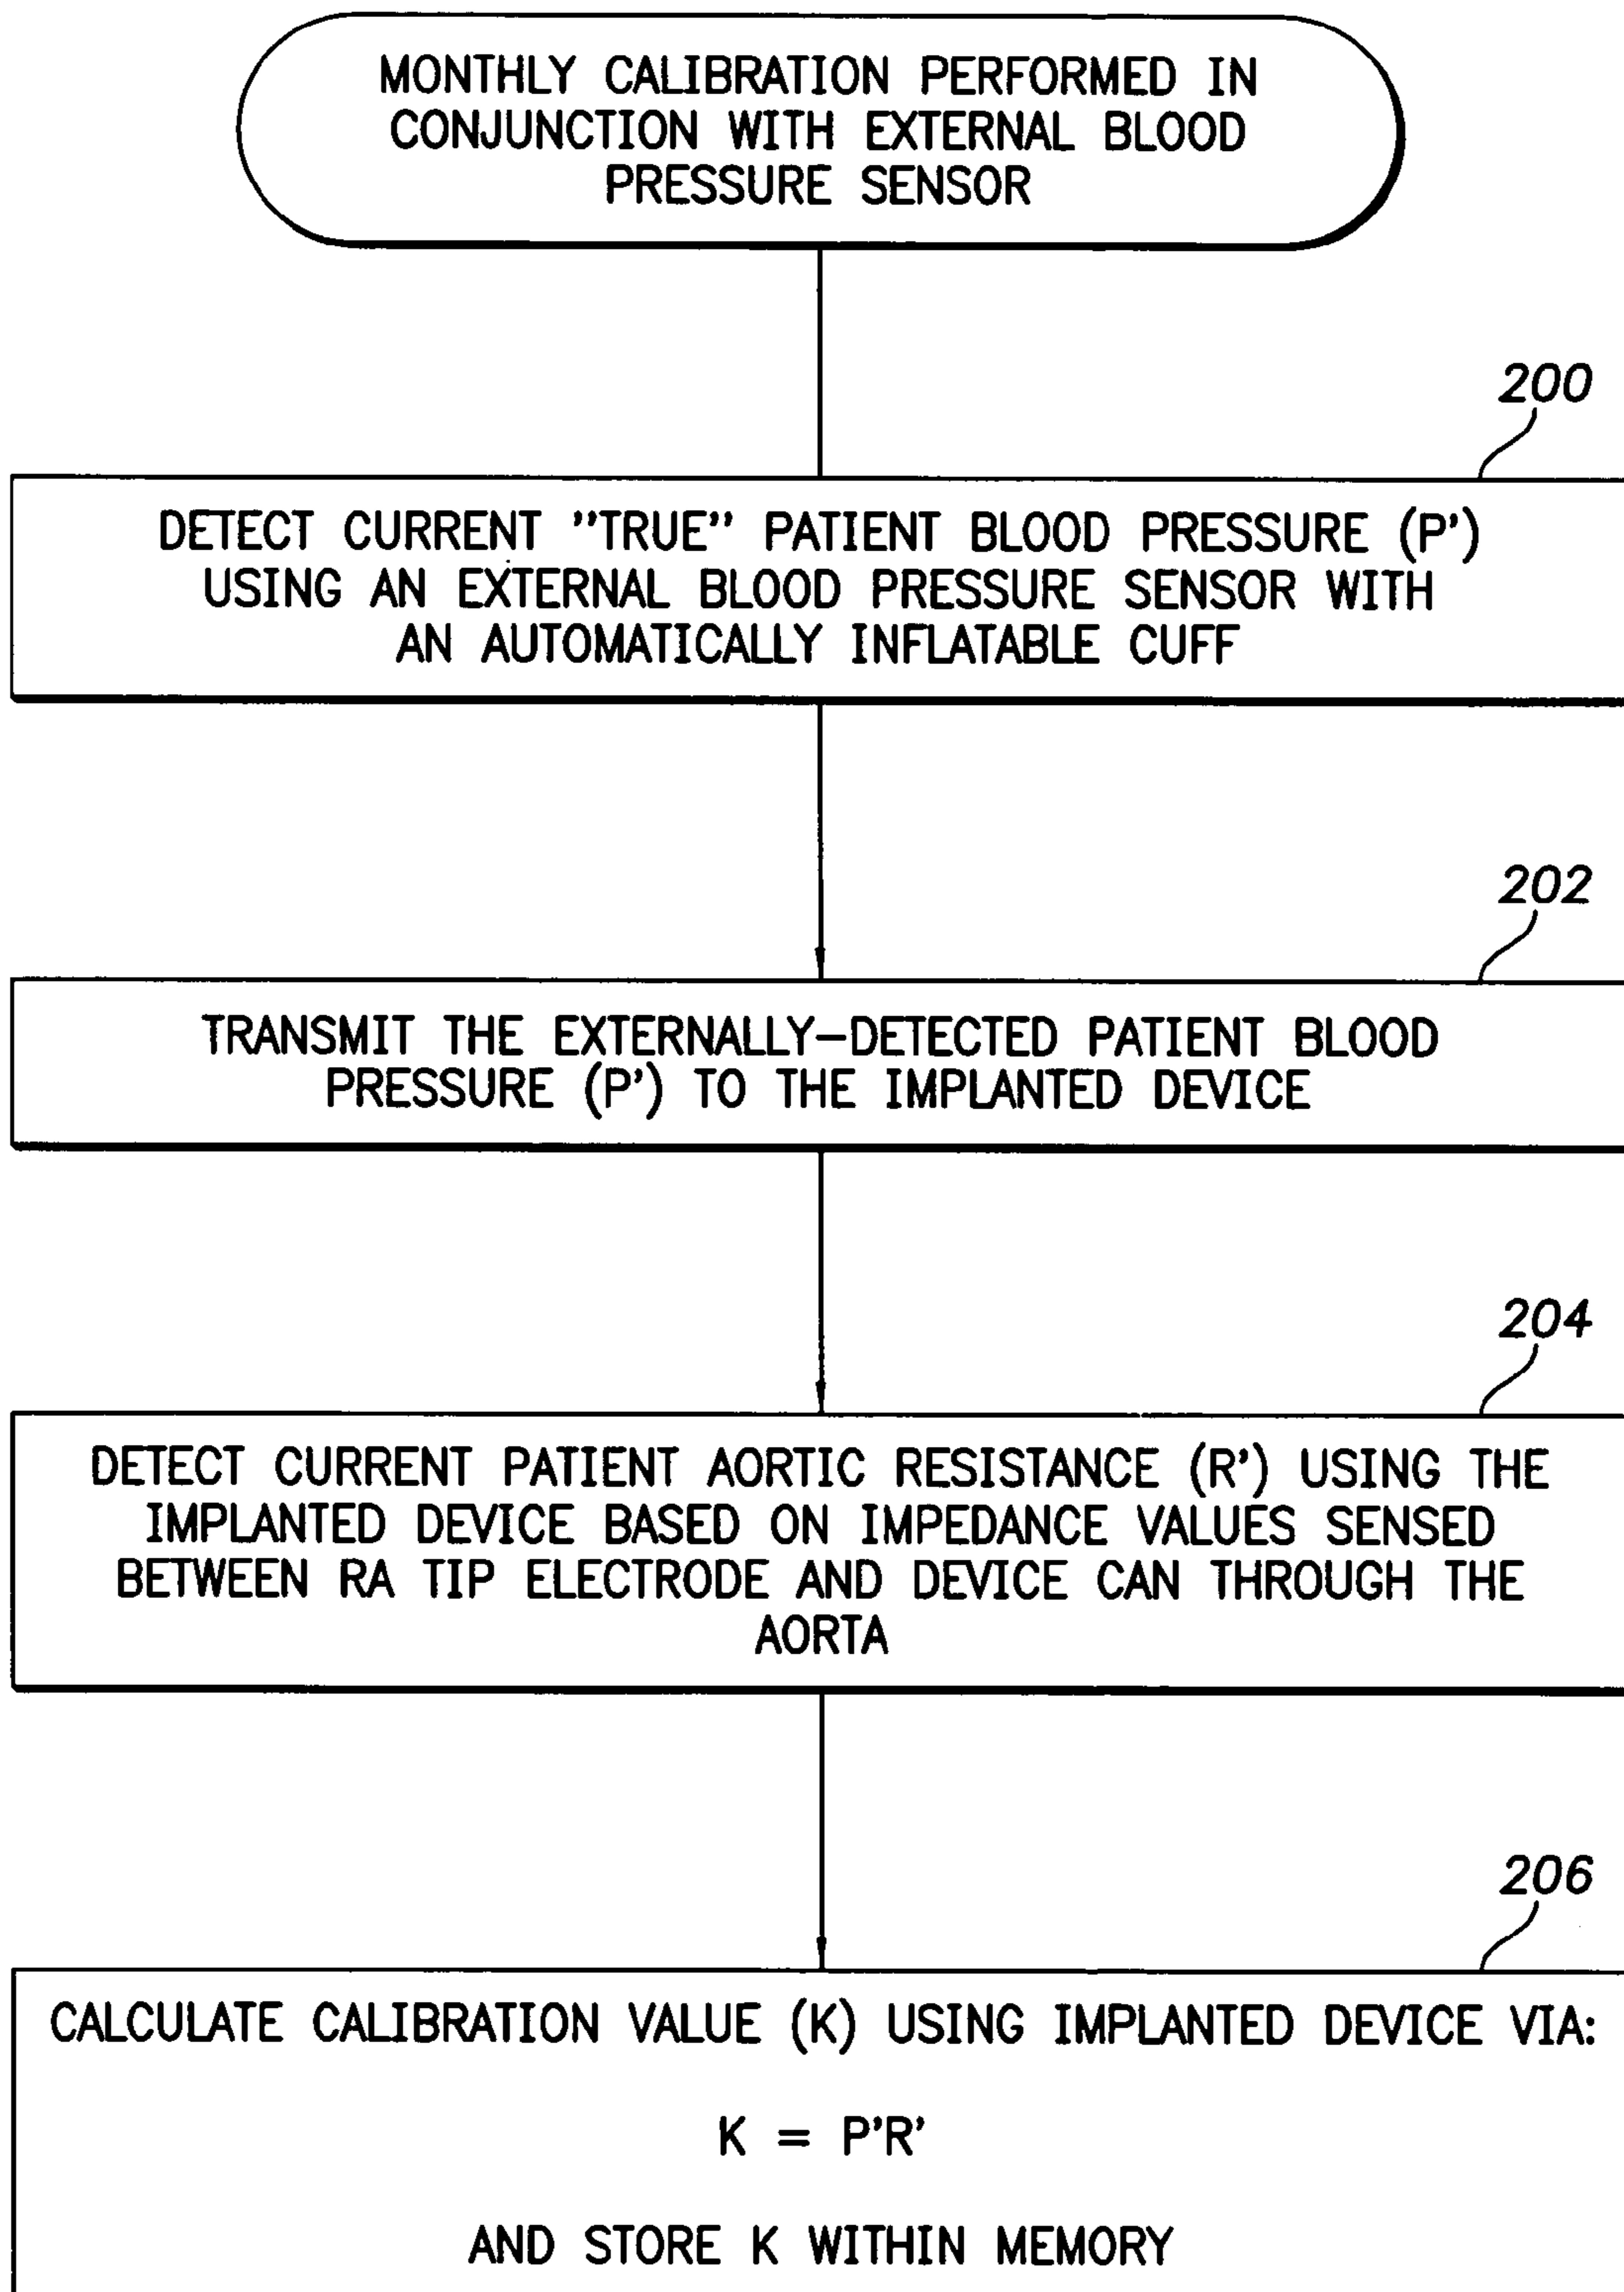 MONTHLY CALIBRATION PERFORMED IN
CONJUNCTION WITH EXTERNAL BLOOD
PRESSURE SENSOR
200
DETECT CURRENT "TRUE" PATIENT BLOOD PRESSURE (P')
USING AN EXTERNAL BLOOD PRESSURE SENSOR WITH
AN AUTOMATICALLY INFLATABLE CUFF
202
TRANSMIT THE EXTERNALLY-DETECTED PATIENT BLOOD
PRESSURE (P') TO THE IMPLANTED DEVICE
204
DETECT CURRENT PATIENT AORTIC RESISTANCE (R') USING THE
IMPLANTED DEVICE BASED ON IMPEDANCE VALUES SENSED
BETWEEN RA TIP ELECTRODE AND DEVICE CAN THROUGH THE
AORTA
206
CALCULATE CALIBRATION VALUE (K) USING IMPLANTED DEVICE VIA:
K = P'R'
AND STORE K WITHIN MEMORY